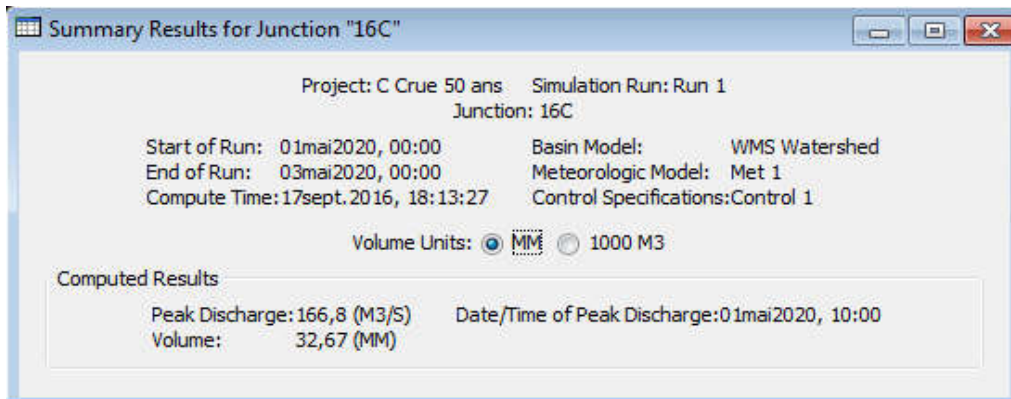 Summary Results for Junction "16C"
Project: C Crue 50 ans Simulation Run: Run 1
Junction: 16C
Start of Run: 01mai2020, 00:00 Basin Model: WMS Watershed
End of Run: 03mai2020, 00:00 Meteorologic Model: Met 1
Compute Time:17sept.2016, 18:13:27 Control Specifications:Control 1
Volume Units: MM 1000 M3
Computed Results
Peak Discharge:166,8 (M3/S) Date/Time of Peak Discharge:01mai2020, 10:00
Volume: 32,67 (MM)